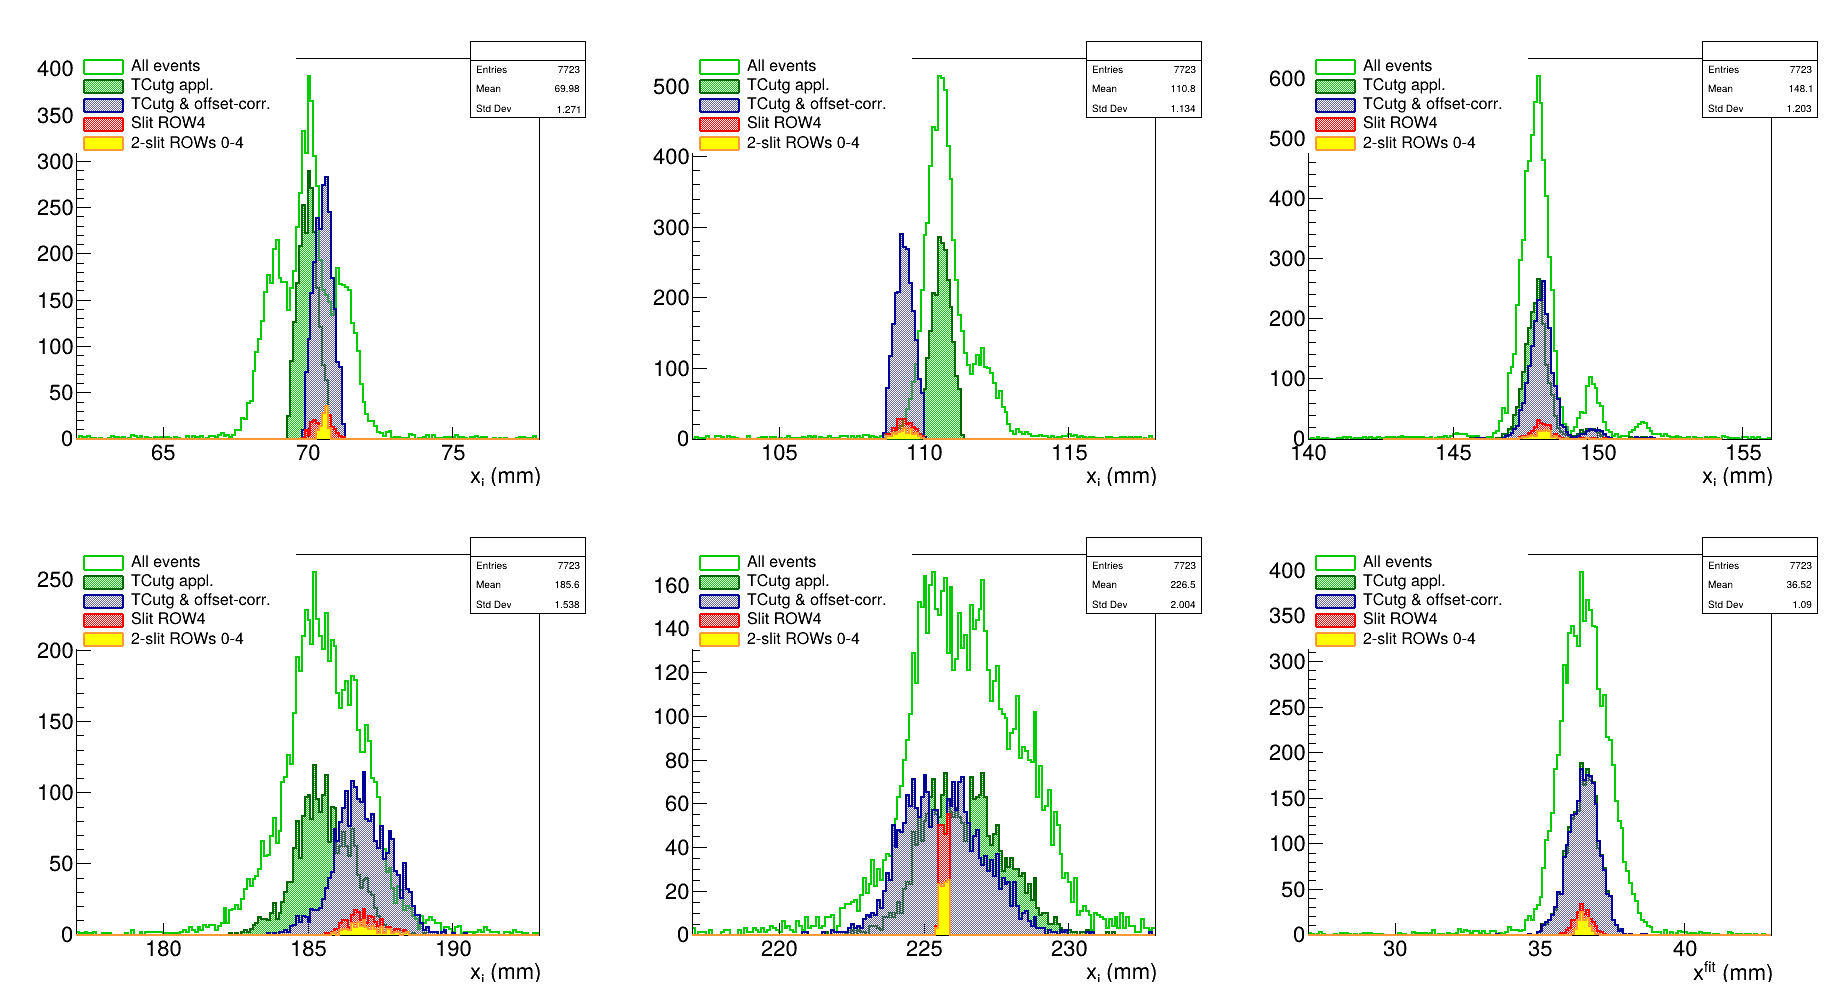 All events
TCutg appl.
TCutg & offset-corr.
Slit ROW4
2-slit ROWs 0-4
Entries 7723
Mean 69.98
Std Dev 1.271
400
350
300
250
200
150
100
50
0
65 70 75
x_i (mm)
All events
TCutg appl.
TCutg & offset-corr.
Slit ROW4
2-slit ROWs 0-4
Entries 7723
Mean 110.8
Std Dev 1.134
500
400
300
200
100
0
105 110 115
x_i (mm)
All events
TCutg appl.
TCutg & offset-corr.
Slit ROW4
2-slit ROWs 0-4
Entries 7723
Mean 148.1
Std Dev 1.203
600
500
400
300
200
100
0
140 145 150 155
x_i (mm)
All events
TCutg appl.
TCutg & offset-corr.
Slit ROW4
2-slit ROWs 0-4
Entries 7723
Mean 185.6
Std Dev 1.538
250
200
150
100
50
0
180 185 190
x_i (mm)
All events
TCutg appl.
TCutg & offset-corr.
Slit ROW4
2-slit ROWs 0-4
Entries 7723
Mean 226.5
Std Dev 2.004
160
140
120
100
80
60
40
20
0
220 225 230
x_i (mm)
All events
TCutg appl.
TCutg & offset-corr.
Slit ROW4
2-slit ROWs 0-4
Entries 7723
Mean 36.52
Std Dev 1.09
400
350
300
250
200
150
100
50
0
30 35 40
x^fit (mm)